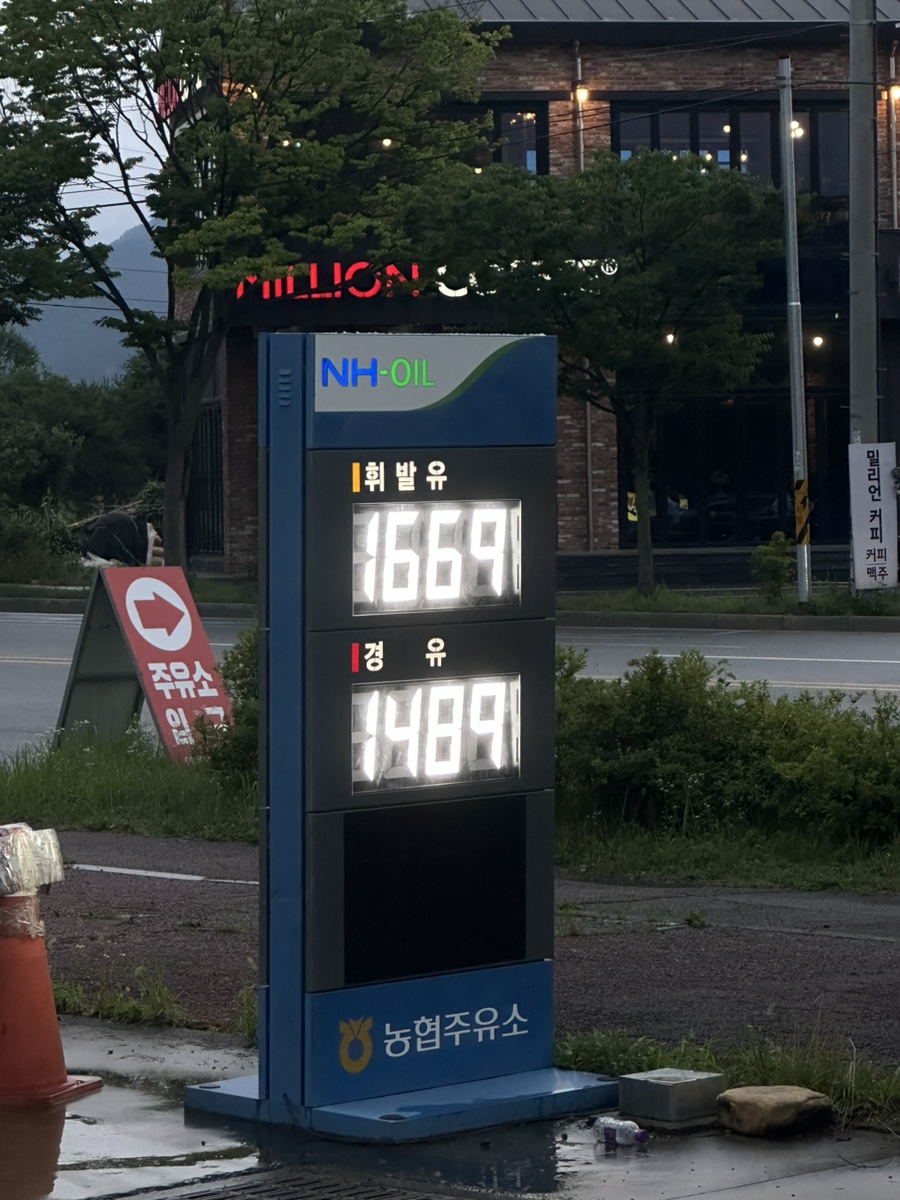 MILLION
NH-OIL
휘발유
1669
경유
1489
농협주유소
주유소
밀리언 커피
커피
맥주